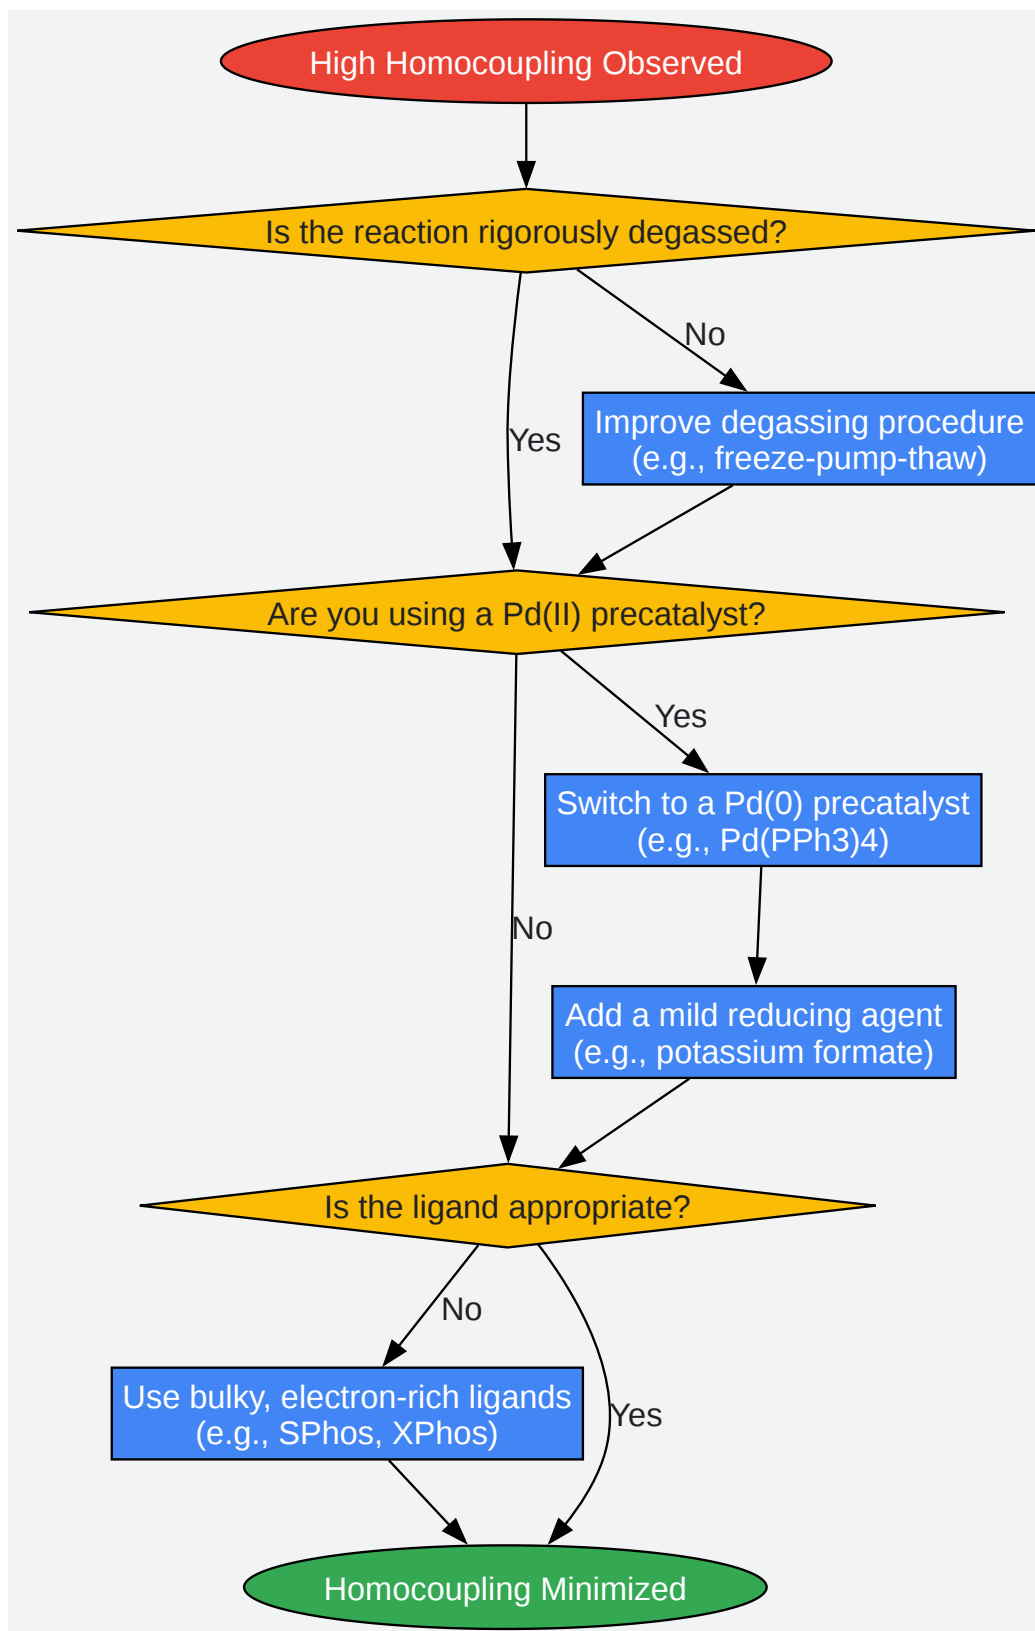 High Homocoupling Observed
Is the reaction rigorously degassed?
No
Improve degassing procedure
(e.g., freeze-pump-thaw)
Yes
Are you using a Pd(II) precatalyst?
Yes
Switch to a Pd(0) precatalyst
(e.g., Pd(PPh3)4)
No
Add a mild reducing agent
(e.g., potassium formate)
Is the ligand appropriate?
No
Use bulky, electron-rich ligands
(e.g., SPhos, XPhos)
Yes
Homocoupling Minimized